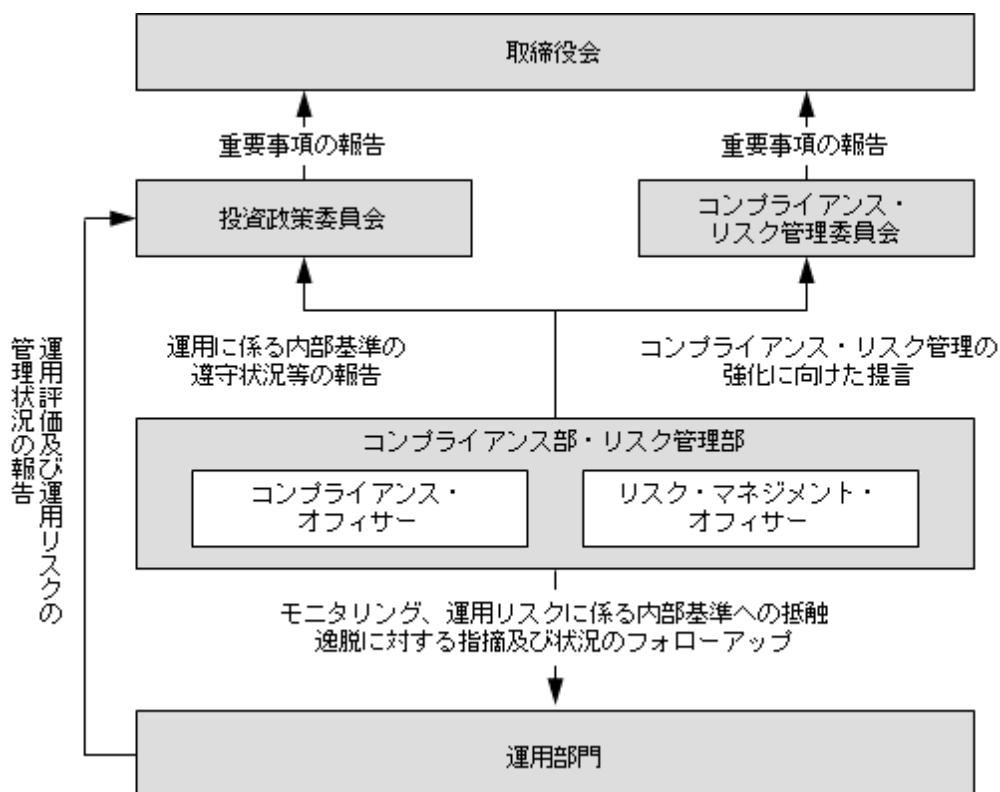 取締役会
重要事項の報告
重要事項の報告
投資政策委員会
コンプライアンス・
リスク管理委員会
運用に係る内部基準の
遵守状況等の報告
コンプライアンス・リスク管理の
強化に向けた提言
運用評価及び運用リスクの
管理状況の報告
コンプライアンス部・リスク管理部
コンプライアンス・
オフィサー
リスク・マネジメント・
オフィサー
モニタリング、運用リスクに係る内部基準への抵触
逸脱に対する指摘及び状況のフォローアップ
運用部門